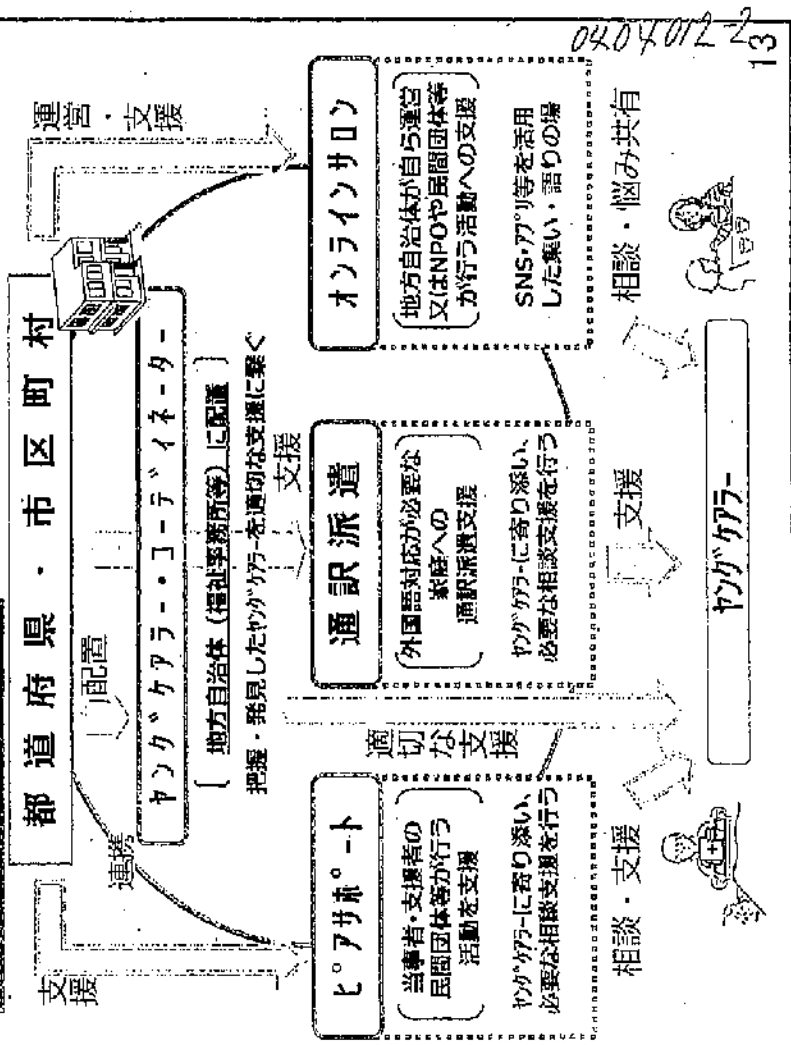 0404012-2
13
都道府県・市区町村
支援
連携
配置
運営・支援
ヤングケアラー・コーディネーター
[ 地方自治体（福祉事務所等）に配置 ]
把握・発見したヤングケアラーを適切な支援に繋ぐ
支援
適切な支援
ピアサポート
当事者・支援者の
民間団体等が行う
活動を支援
ヤングケアラーに寄り添い、
必要な相談支援を行う
相談・支援
通訳派遣
外国語対応が必要な
家庭への
通訳派遣支援
ヤングケアラーに寄り添い、
必要な相談支援を行う
支援
オンラインサロン
地方自治体が自ら運営
又はNPOや民間団体等
が行う活動への支援
SNS・アプリ等を活用
した集い・語りの場
相談・悩み共有
ヤングケアラー